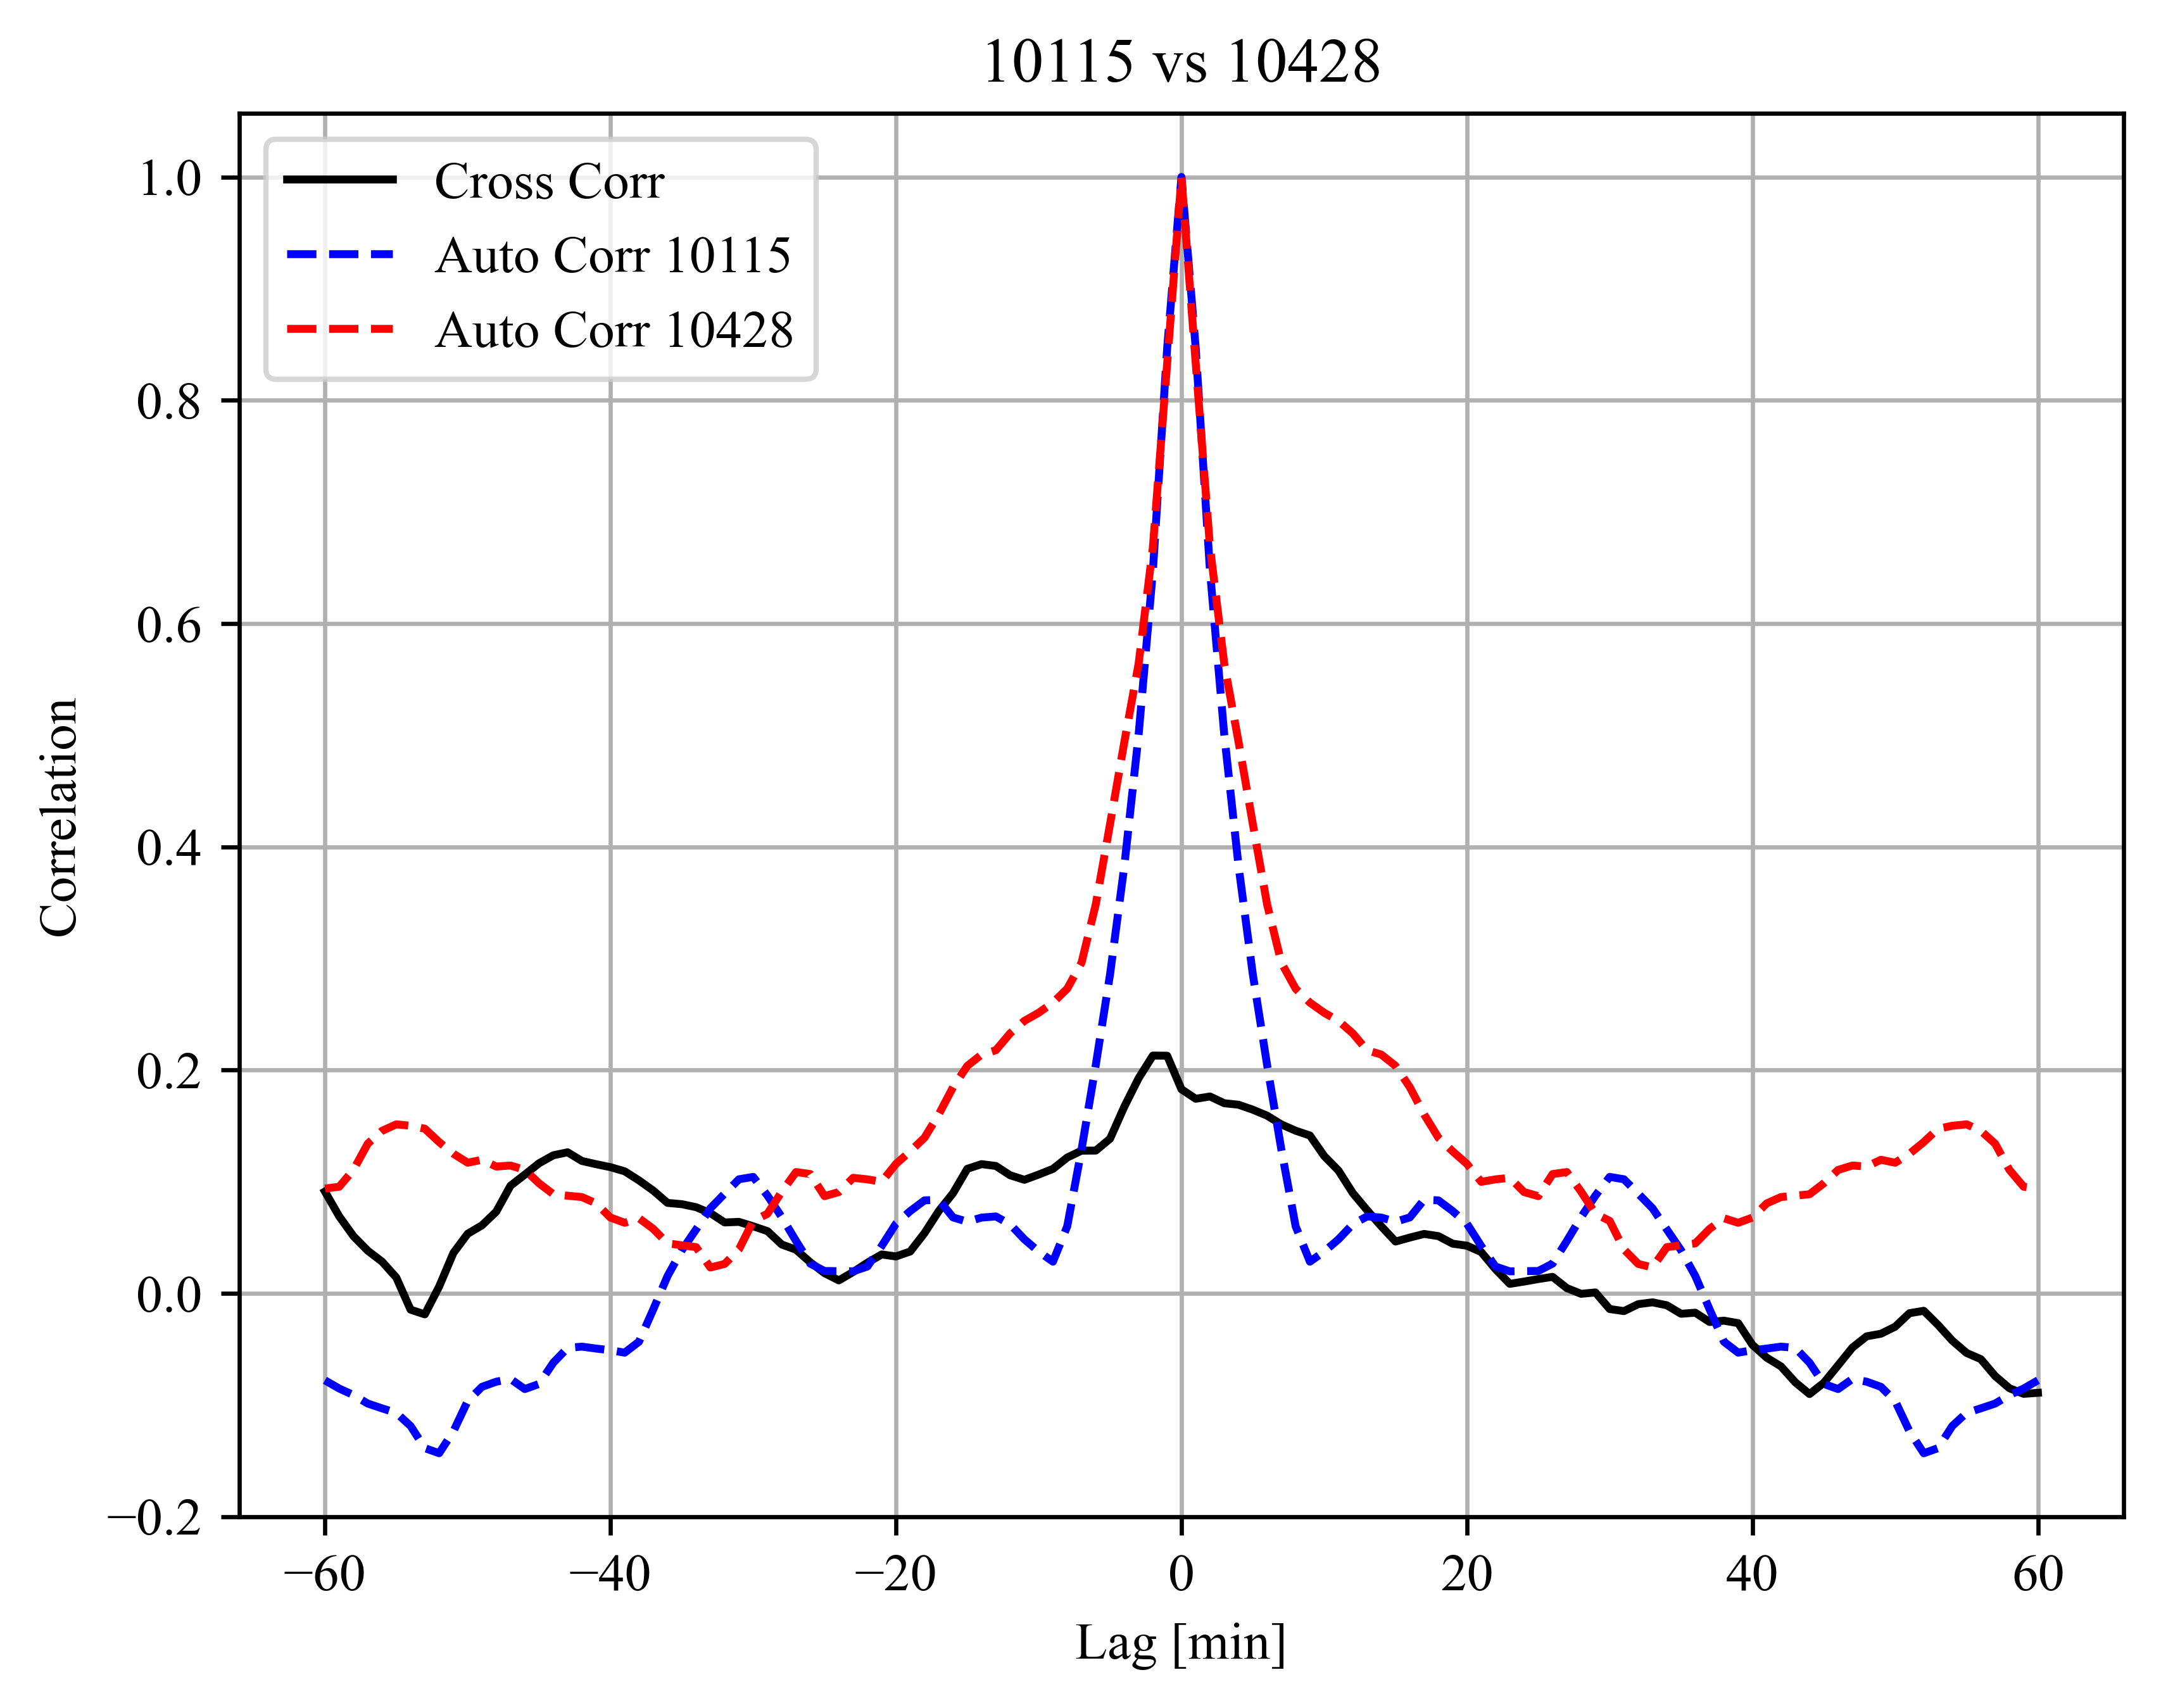 10115 vs 10428
Cross Corr
Auto Corr 10115
Auto Corr 10428
1.0
0.8
0.6
0.4
0.2
0.0
−0.2
Correlation
−60 −40 −20 0 20 40 60
Lag [min]